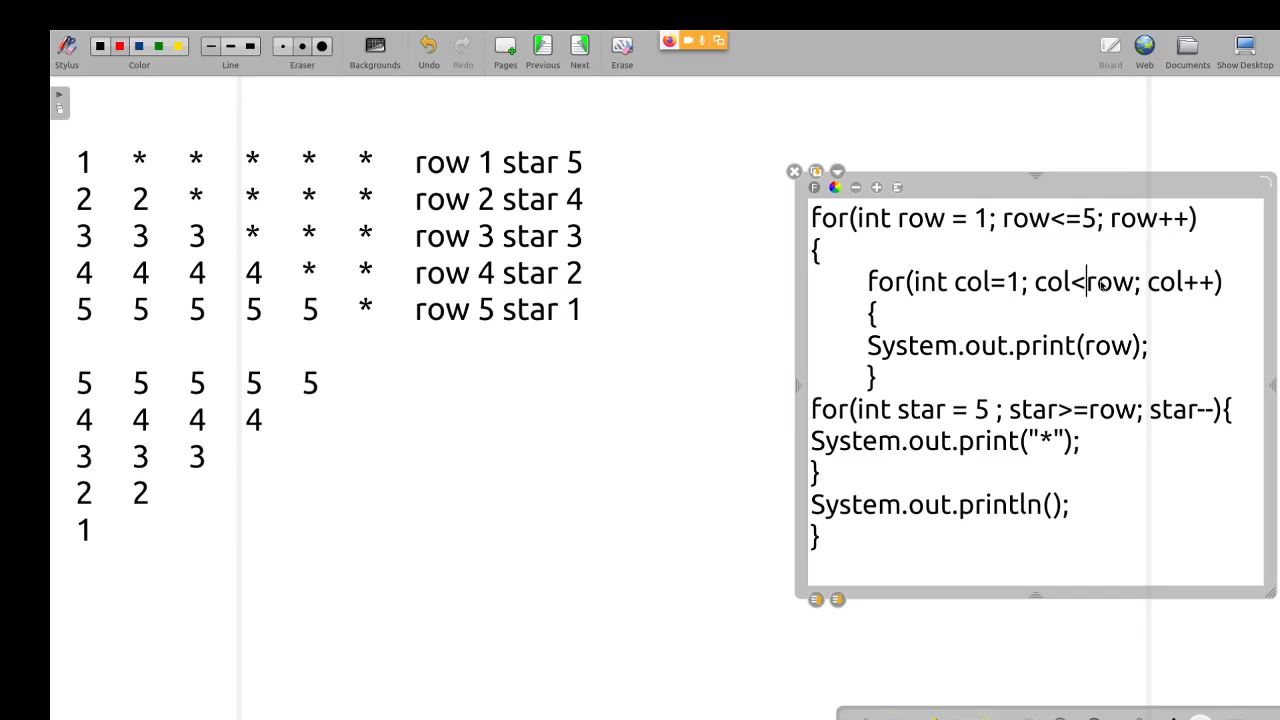 Stylus Color Line Eraser Backgrounds Undo Redo Pages Previous Next Erase Board Web Documents Show Desktop
1 * * * * * row 1 star 5
2 2 * * * * row 2 star 4
3 3 3 * * * row 3 star 3
4 4 4 4 * * row 4 star 2
5 5 5 5 5 * row 5 star 1
5 5 5 5 5
4 4 4 4
3 3 3
2 2
1
F
for(int row = 1; row<=5; row++)
{
for(int col=1; col<row; col++)
{
System.out.print(row);
}
for(int star = 5 ; star>=row; star--){
System.out.print("*");
}
System.out.println();
}